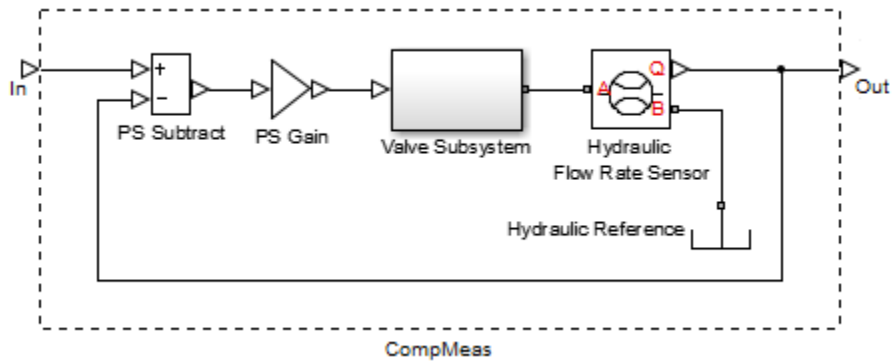 In
+
−
PS Subtract
PS Gain
Valve Subsystem
A
Q
B
Hydraulic
Flow Rate Sensor
Out
Hydraulic Reference
CompMeas